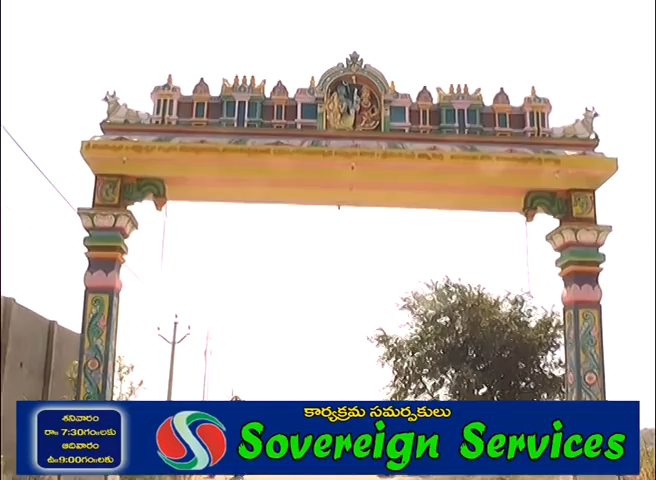 కార్యక్రమ సమర్పకులు
శనివారం
రా: 7:30గం॥లకు
ఆదివారం
ఉ: 9:00గం॥లకు
Sovereign Services